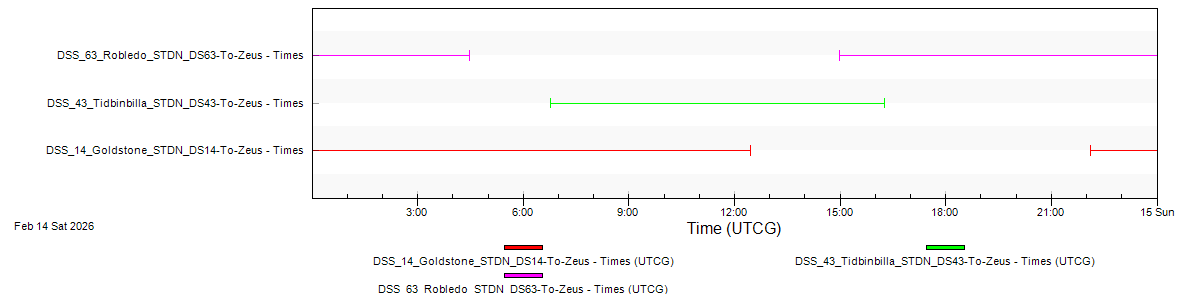 DSS_63_Robledo_STDN_DS63-To-Zeus - Times
DSS_43_Tidbinbilla_STDN_DS43-To-Zeus - Times
DSS_14_Goldstone_STDN_DS14-To-Zeus - Times
3:00 6:00 9:00 12:00 15:00 18:00 21:00 15 Sun
Feb 14 Sat 2026
Time (UTCG)
DSS_14_Goldstone_STDN_DS14-To-Zeus - Times (UTCG)
DSS_43_Tidbinbilla_STDN_DS43-To-Zeus - Times (UTCG)
DSS_63_Robledo_STDN_DS63-To-Zeus - Times (UTCG)